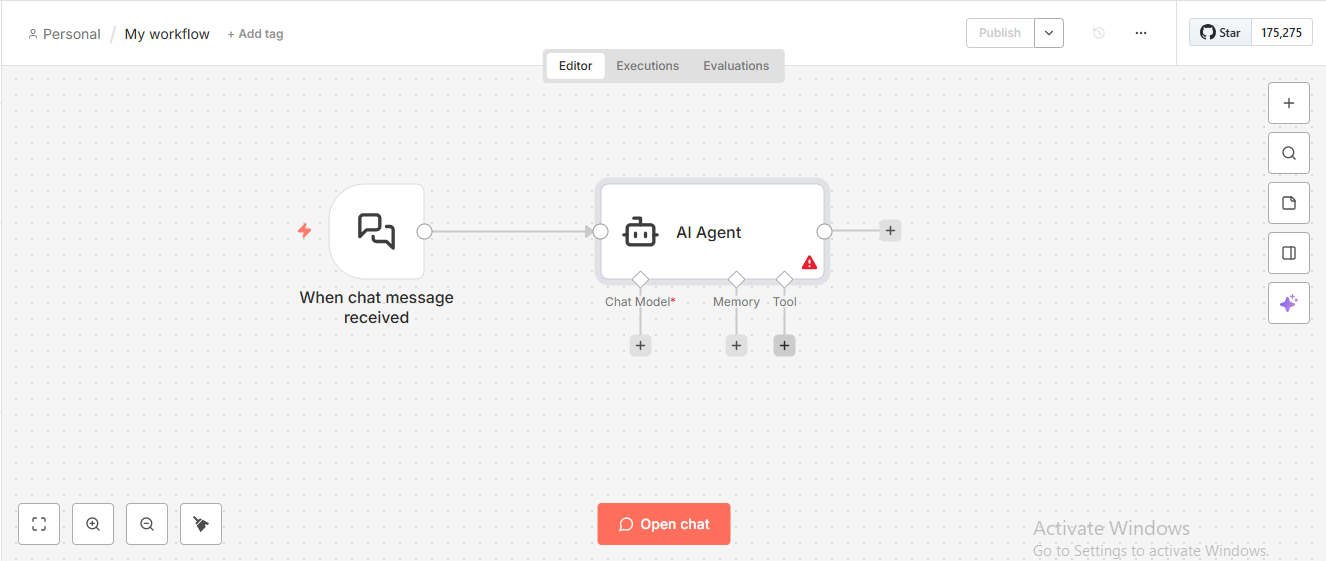 Personal / My workflow + Add tag
Publish
Star 175,275
Editor Executions Evaluations
AI Agent
Chat Model* Memory Tool
When chat message
received
Open chat
Activate Windows
Go to Settings to activate Windows.